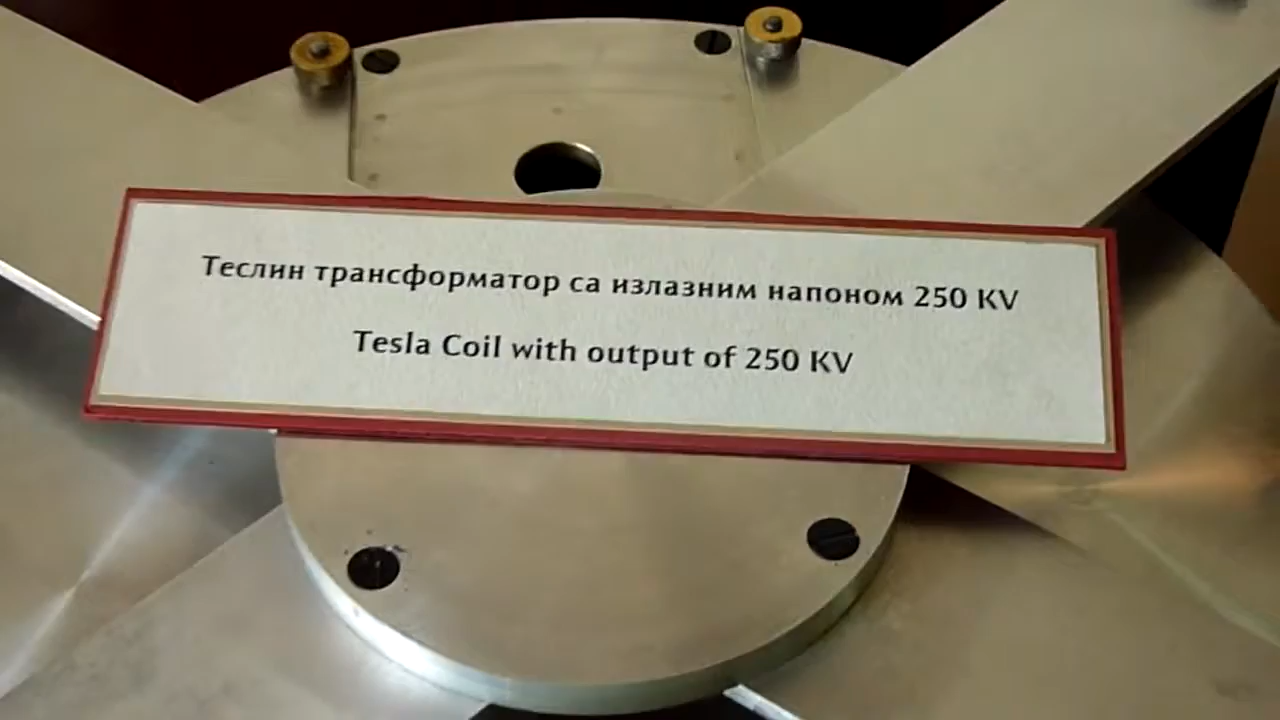 Теслин трансформатор са излазним напоном 250 KV
Tesla Coil with output of 250 KV